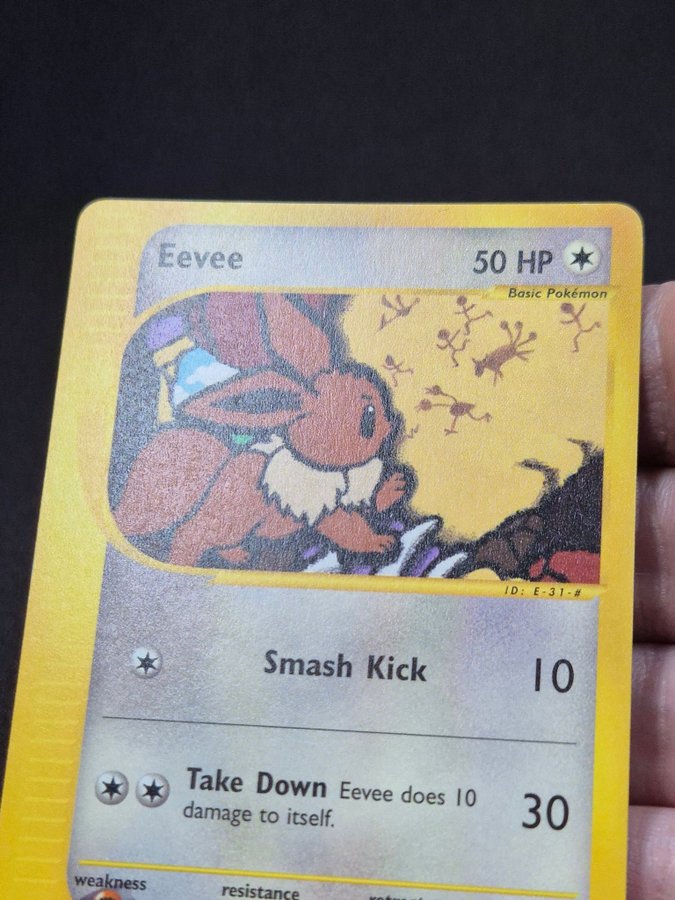 Eevee 50 HP
Basic Pokémon
ID: E-31-#
Smash Kick 10
Take Down Eevee does 10 30
damage to itself.
weakness resistance